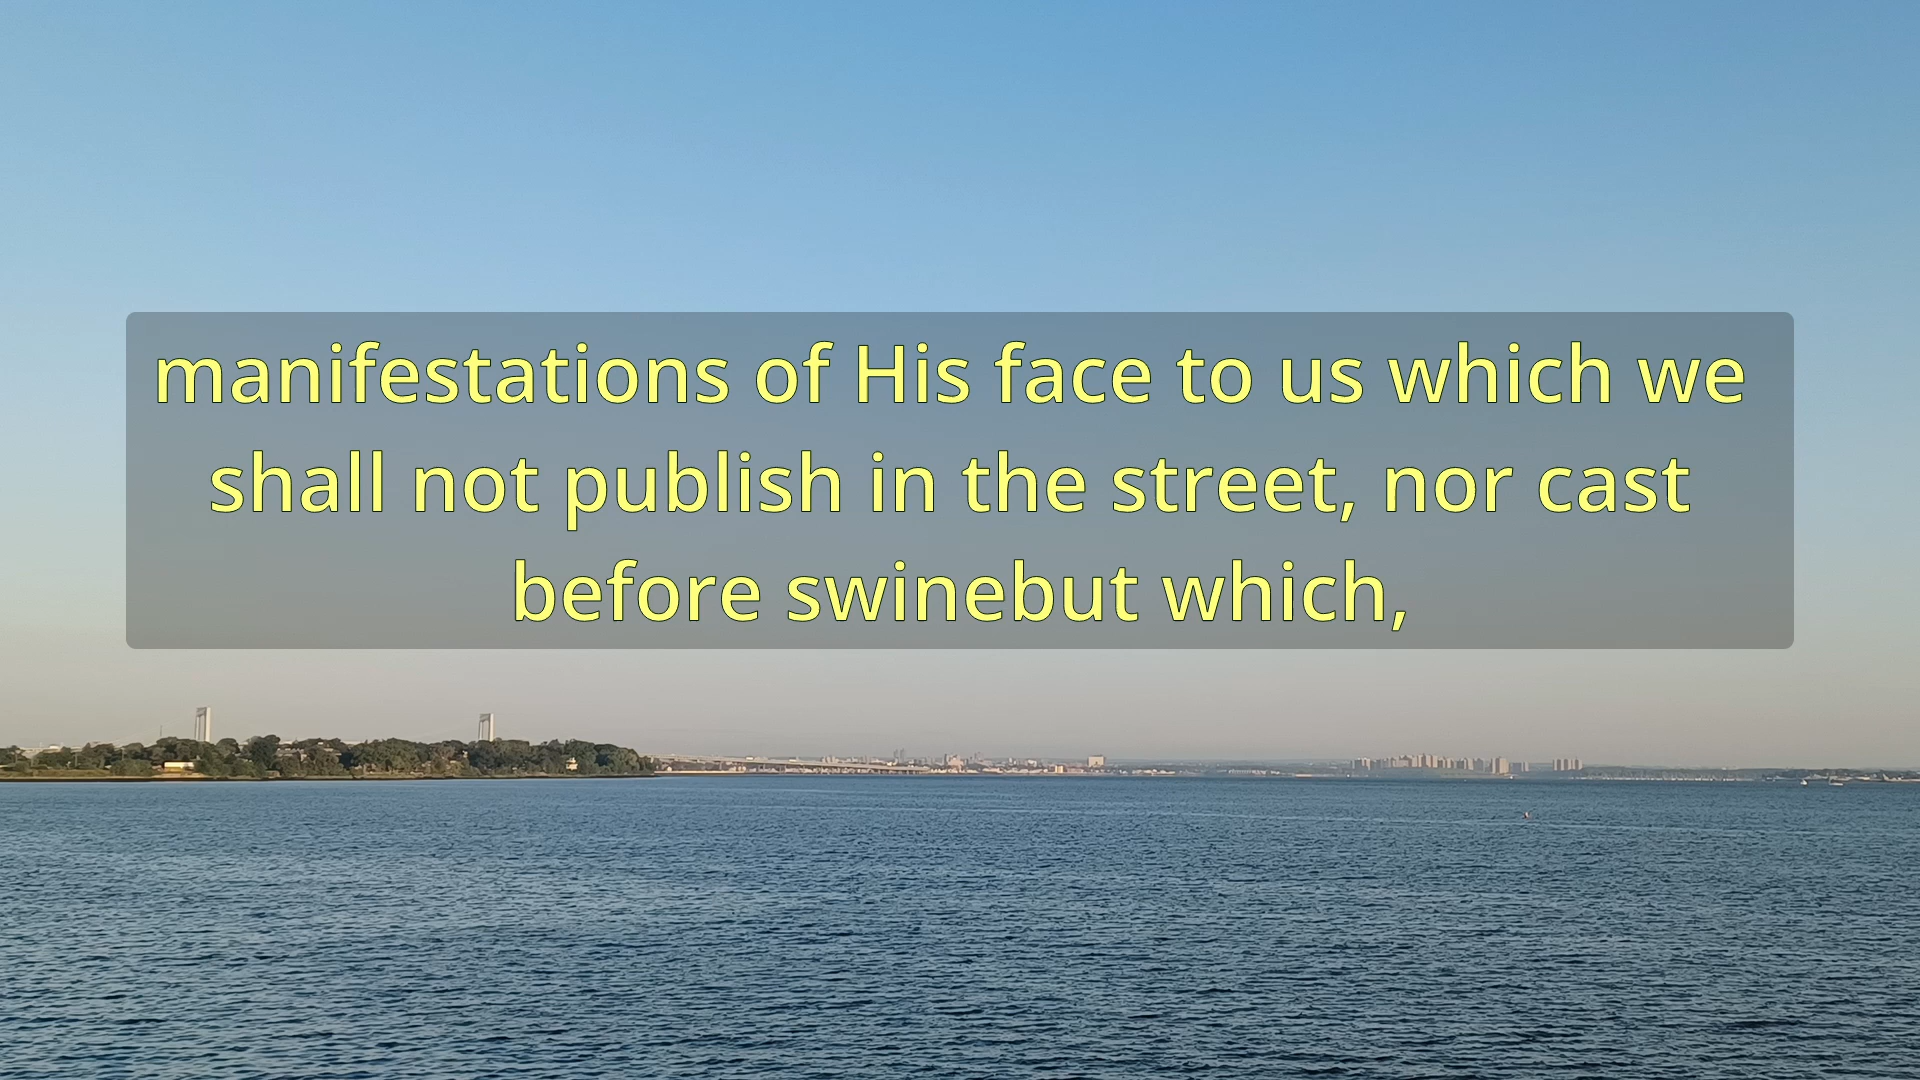 manifestations of His face to us which we
shall not publish in the street, nor cast
before swinebut which,